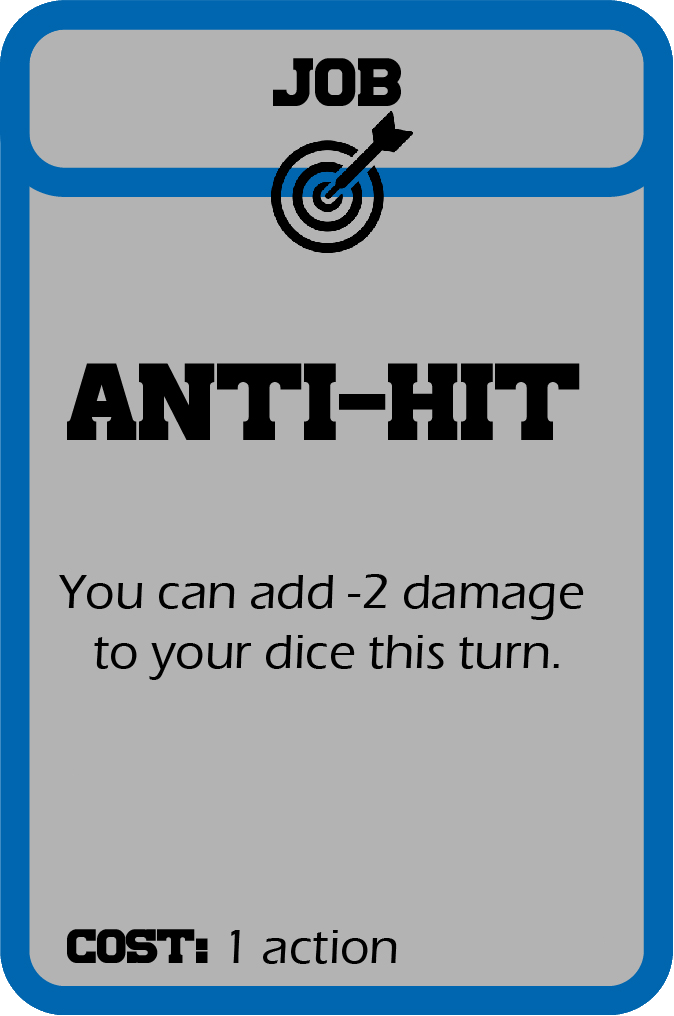 JOB
ANTI-HIT
You can add -2 damage
to your dice this turn.
COST: 1 action